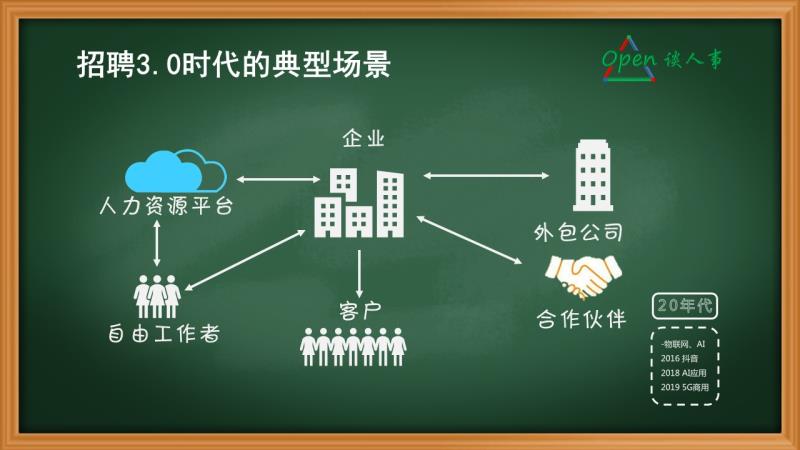 招聘3.0时代的典型场景
Open 谈人事
企业
人力资源平台
外包公司
自由工作者
客户
合作伙伴
20年代
-物联网、AI
2016 抖音
2018 AI应用
2019 5G商用